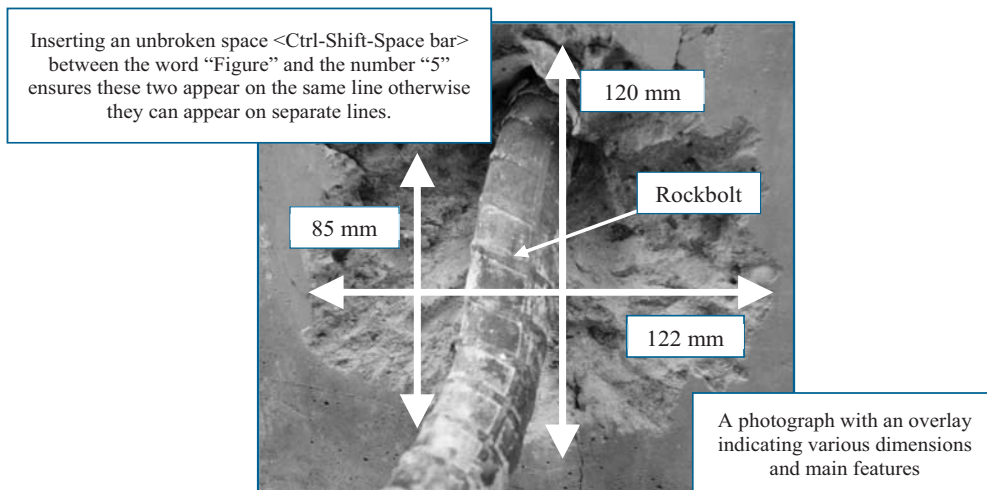 Inserting an unbroken space <Ctrl-Shift-Space bar>
between the word “Figure” and the number “5”
ensures these two appear on the same line otherwise
they can appear on separate lines.
120 mm
Rockbolt
85 mm
122 mm
A photograph with an overlay
indicating various dimensions
and main features